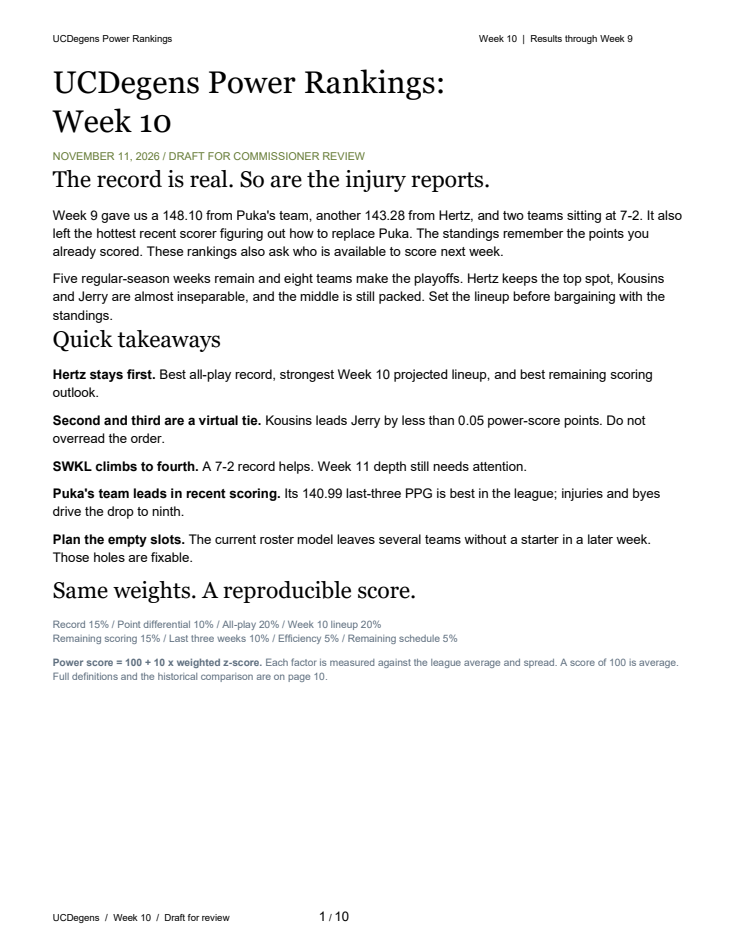 UCDegens Power Rankings
Week 10 | Results through Week 9
UCDegens Power Rankings:
Week 10
NOVEMBER 11, 2026 / DRAFT FOR COMMISSIONER REVIEW
The record is real. So are the injury reports.
Week 9 gave us a 148.10 from Puka's team, another 143.28 from Hertz, and two teams sitting at 7-2. It also
left the hottest recent scorer figuring out how to replace Puka. The standings remember the points you
already scored. These rankings also ask who is available to score next week.
Five regular-season weeks remain and eight teams make the playoffs. Hertz keeps the top spot, Kousins
and Jerry are almost inseparable, and the middle is still packed. Set the lineup before bargaining with the
standings.
Quick takeaways
Hertz stays first. Best all-play record, strongest Week 10 projected lineup, and best remaining scoring
outlook.
Second and third are a virtual tie. Kousins leads Jerry by less than 0.05 power-score points. Do not
overread the order.
SWKL climbs to fourth. A 7-2 record helps. Week 11 depth still needs attention.
Puka's team leads in recent scoring. Its 140.99 last-three PPG is best in the league; injuries and byes
drive the drop to ninth.
Plan the empty slots. The current roster model leaves several teams without a starter in a later week.
Those holes are fixable.
Same weights. A reproducible score.
Record 15% / Point differential 10% / All-play 20% / Week 10 lineup 20%
Remaining scoring 15% / Last three weeks 10% / Efficiency 5% / Remaining schedule 5%
Power score = 100 + 10 x weighted z-score. Each factor is measured against the league average and spread. A score of 100 is average.
Full definitions and the historical comparison are on page 10.
UCDegens / Week 10 / Draft for review
1 / 10